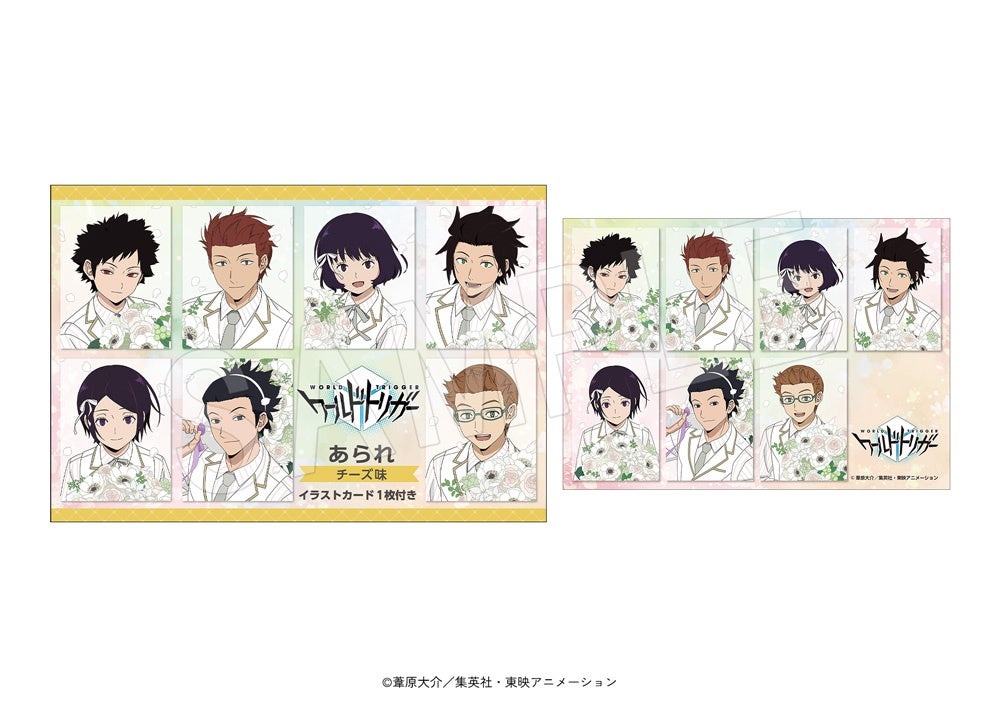 WORLD TRIGGER
ワールドトリガー
あられ
チーズ味
イラストカード1枚付き
WORLD TRIGGER
ワールドトリガー
© 葦原大介／集英社・東映アニメーション
SAMPLE
©葦原大介／集英社・東映アニメーション